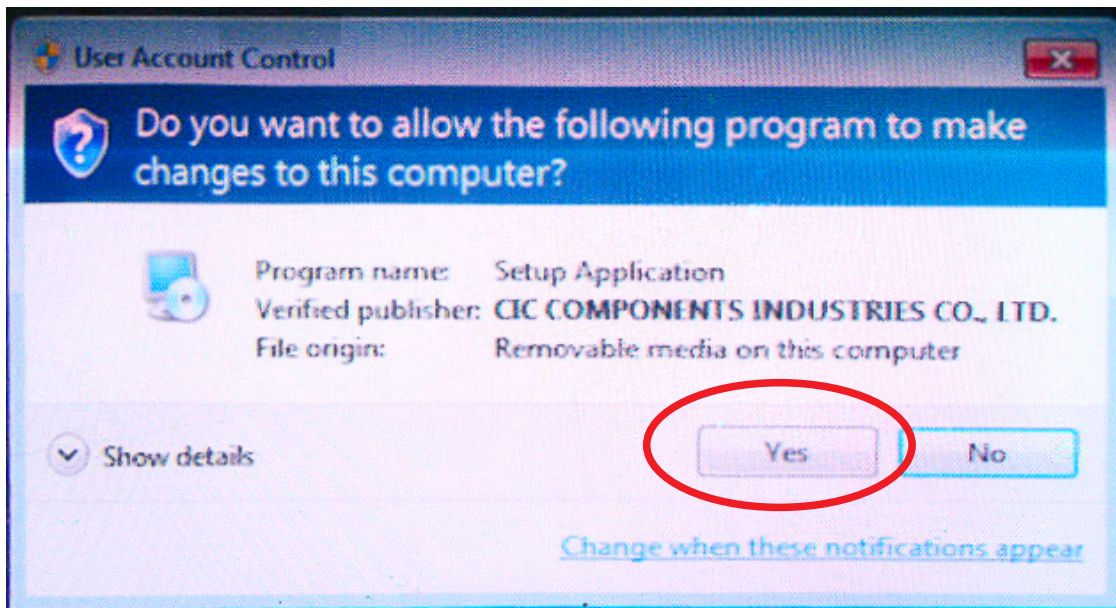 User Account Control
Do you want to allow the following program to make
changes to this computer?
Program name: Setup Application
Verified publisher: CIC COMPONENTS INDUSTRIES CO., LTD.
File origin: Removable media on this computer
Show details
Yes No
Change when these notifications appear